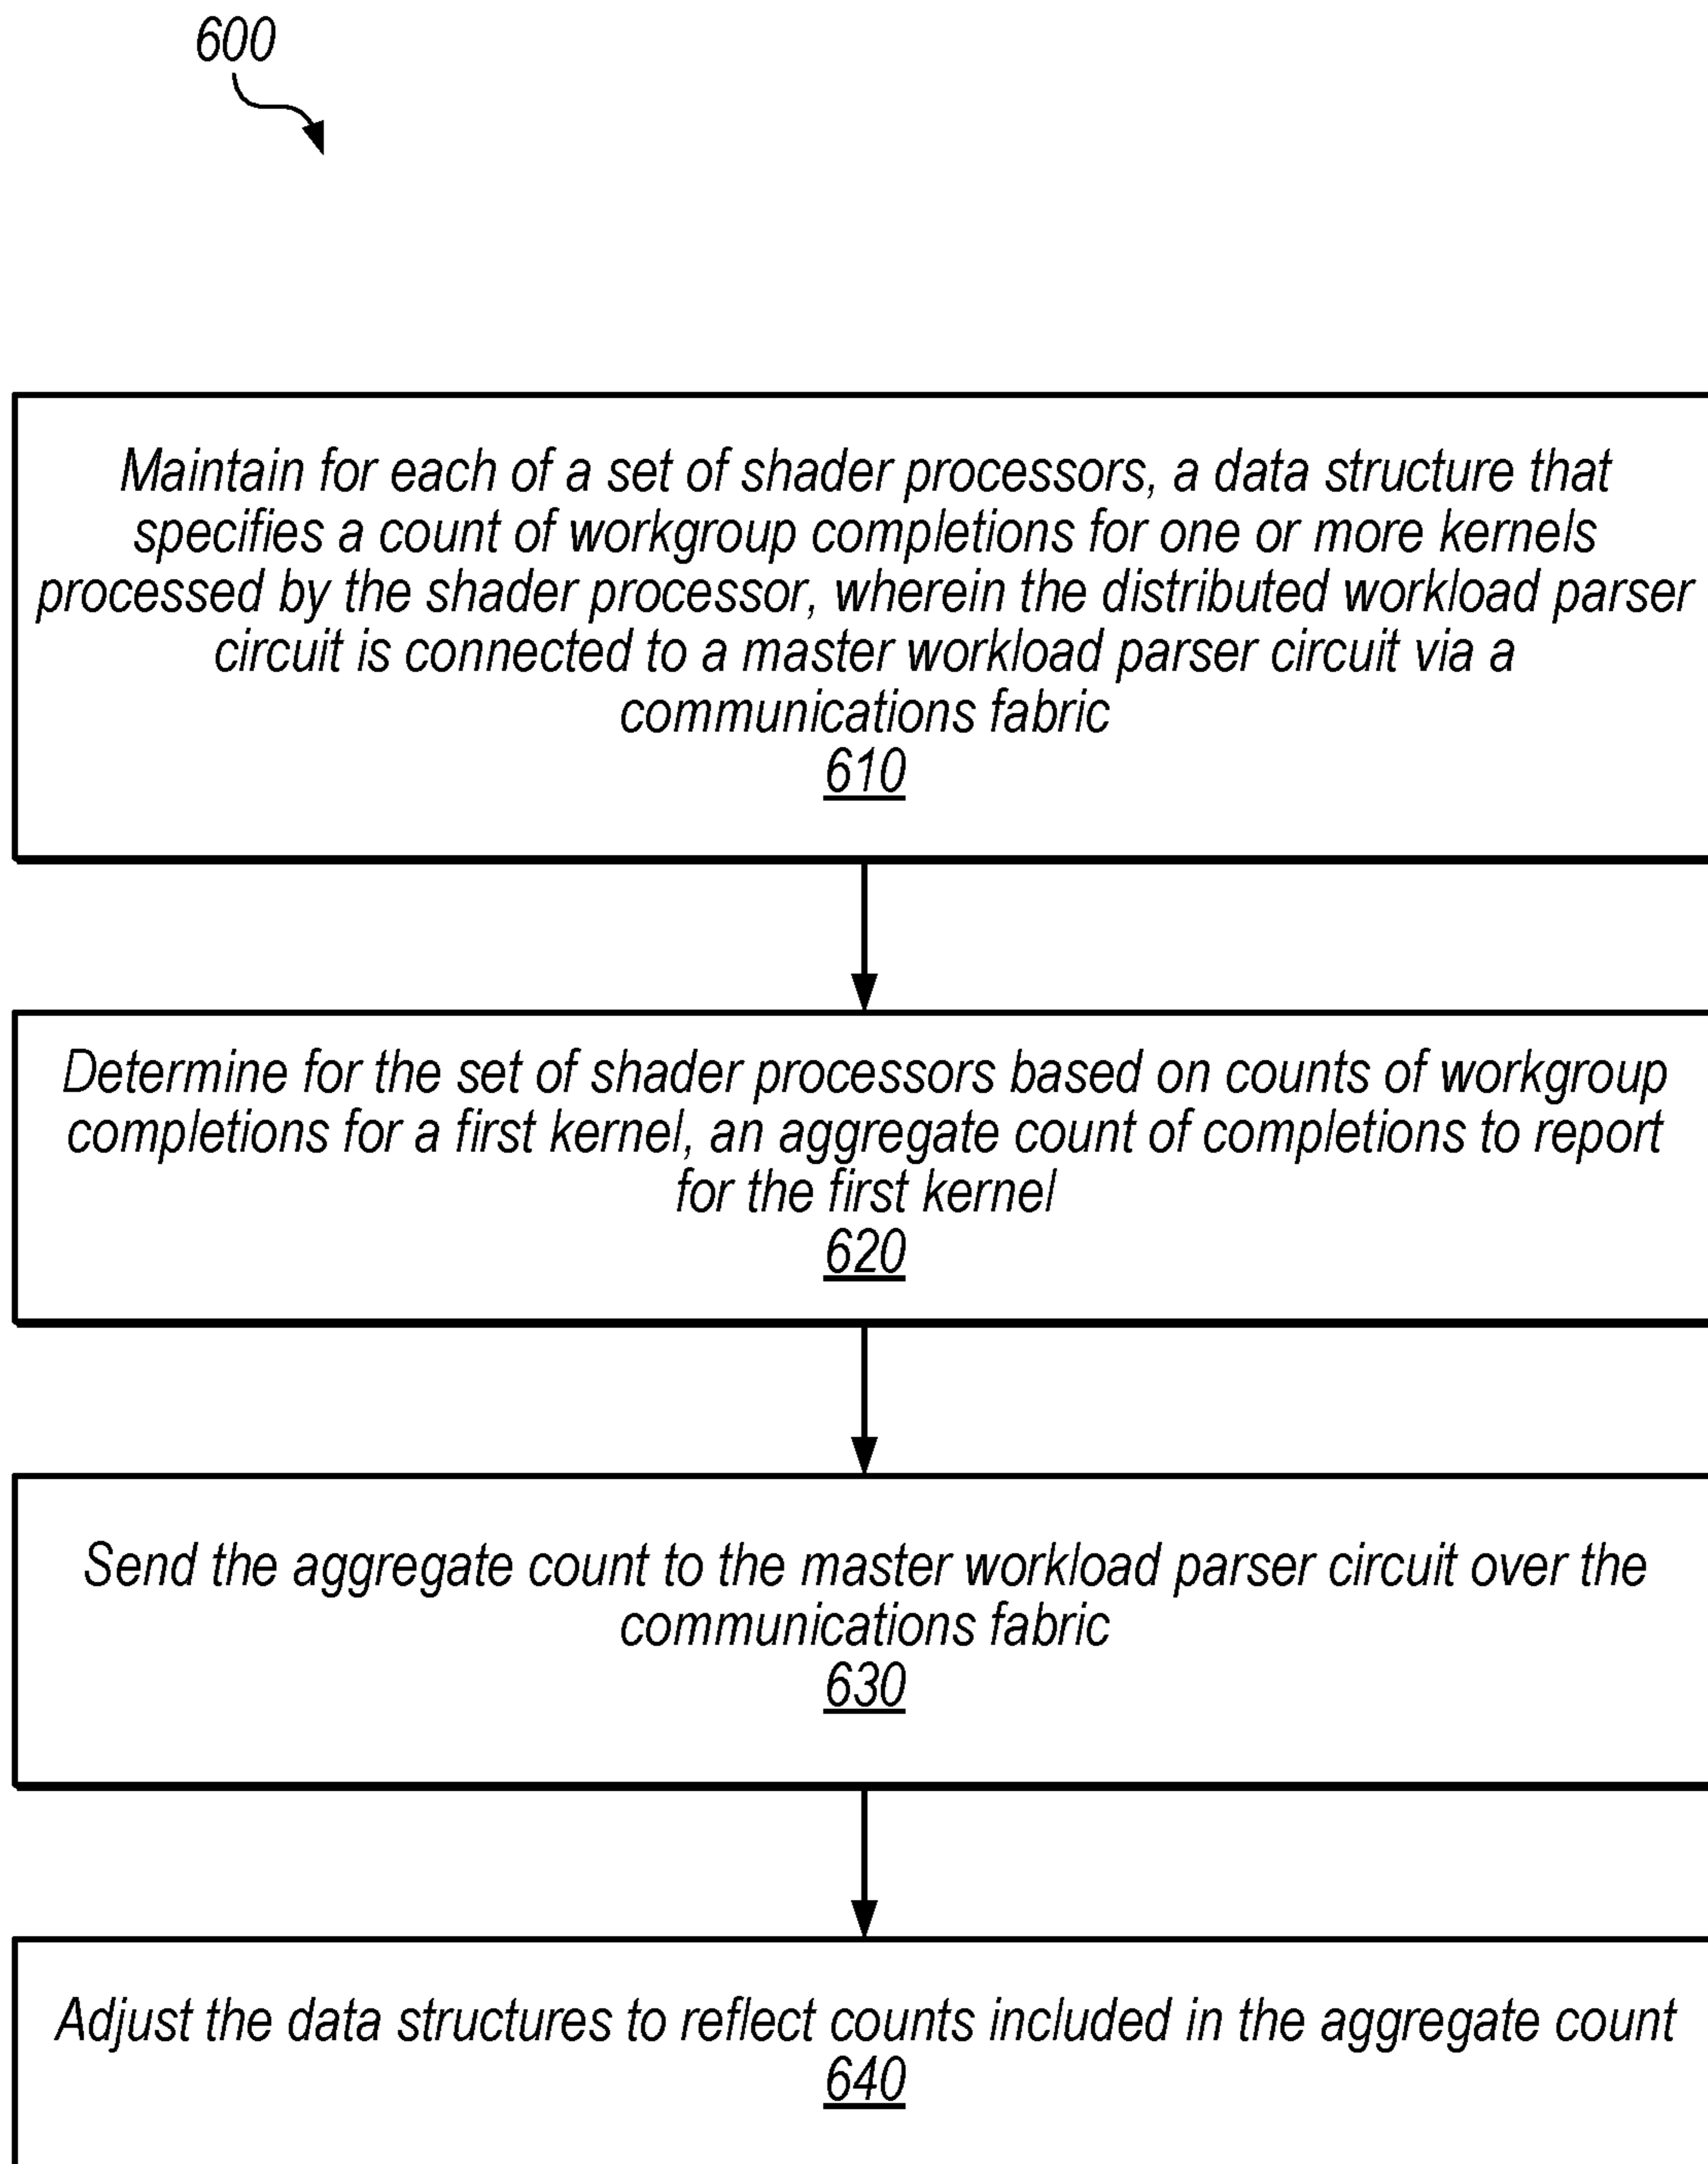 600
Maintain for each of a set of shader processors, a data structure that
specifies a count of workgroup completions for one or more kernels
processed by the shader processor, wherein the distributed workload parser
circuit is connected to a master workload parser circuit via a
communications fabric
610
Determine for the set of shader processors based on counts of workgroup
completions for a first kernel, an aggregate count of completions to report
for the first kernel
620
Send the aggregate count to the master workload parser circuit over the
communications fabric
630
Adjust the data structures to reflect counts included in the aggregate count
640